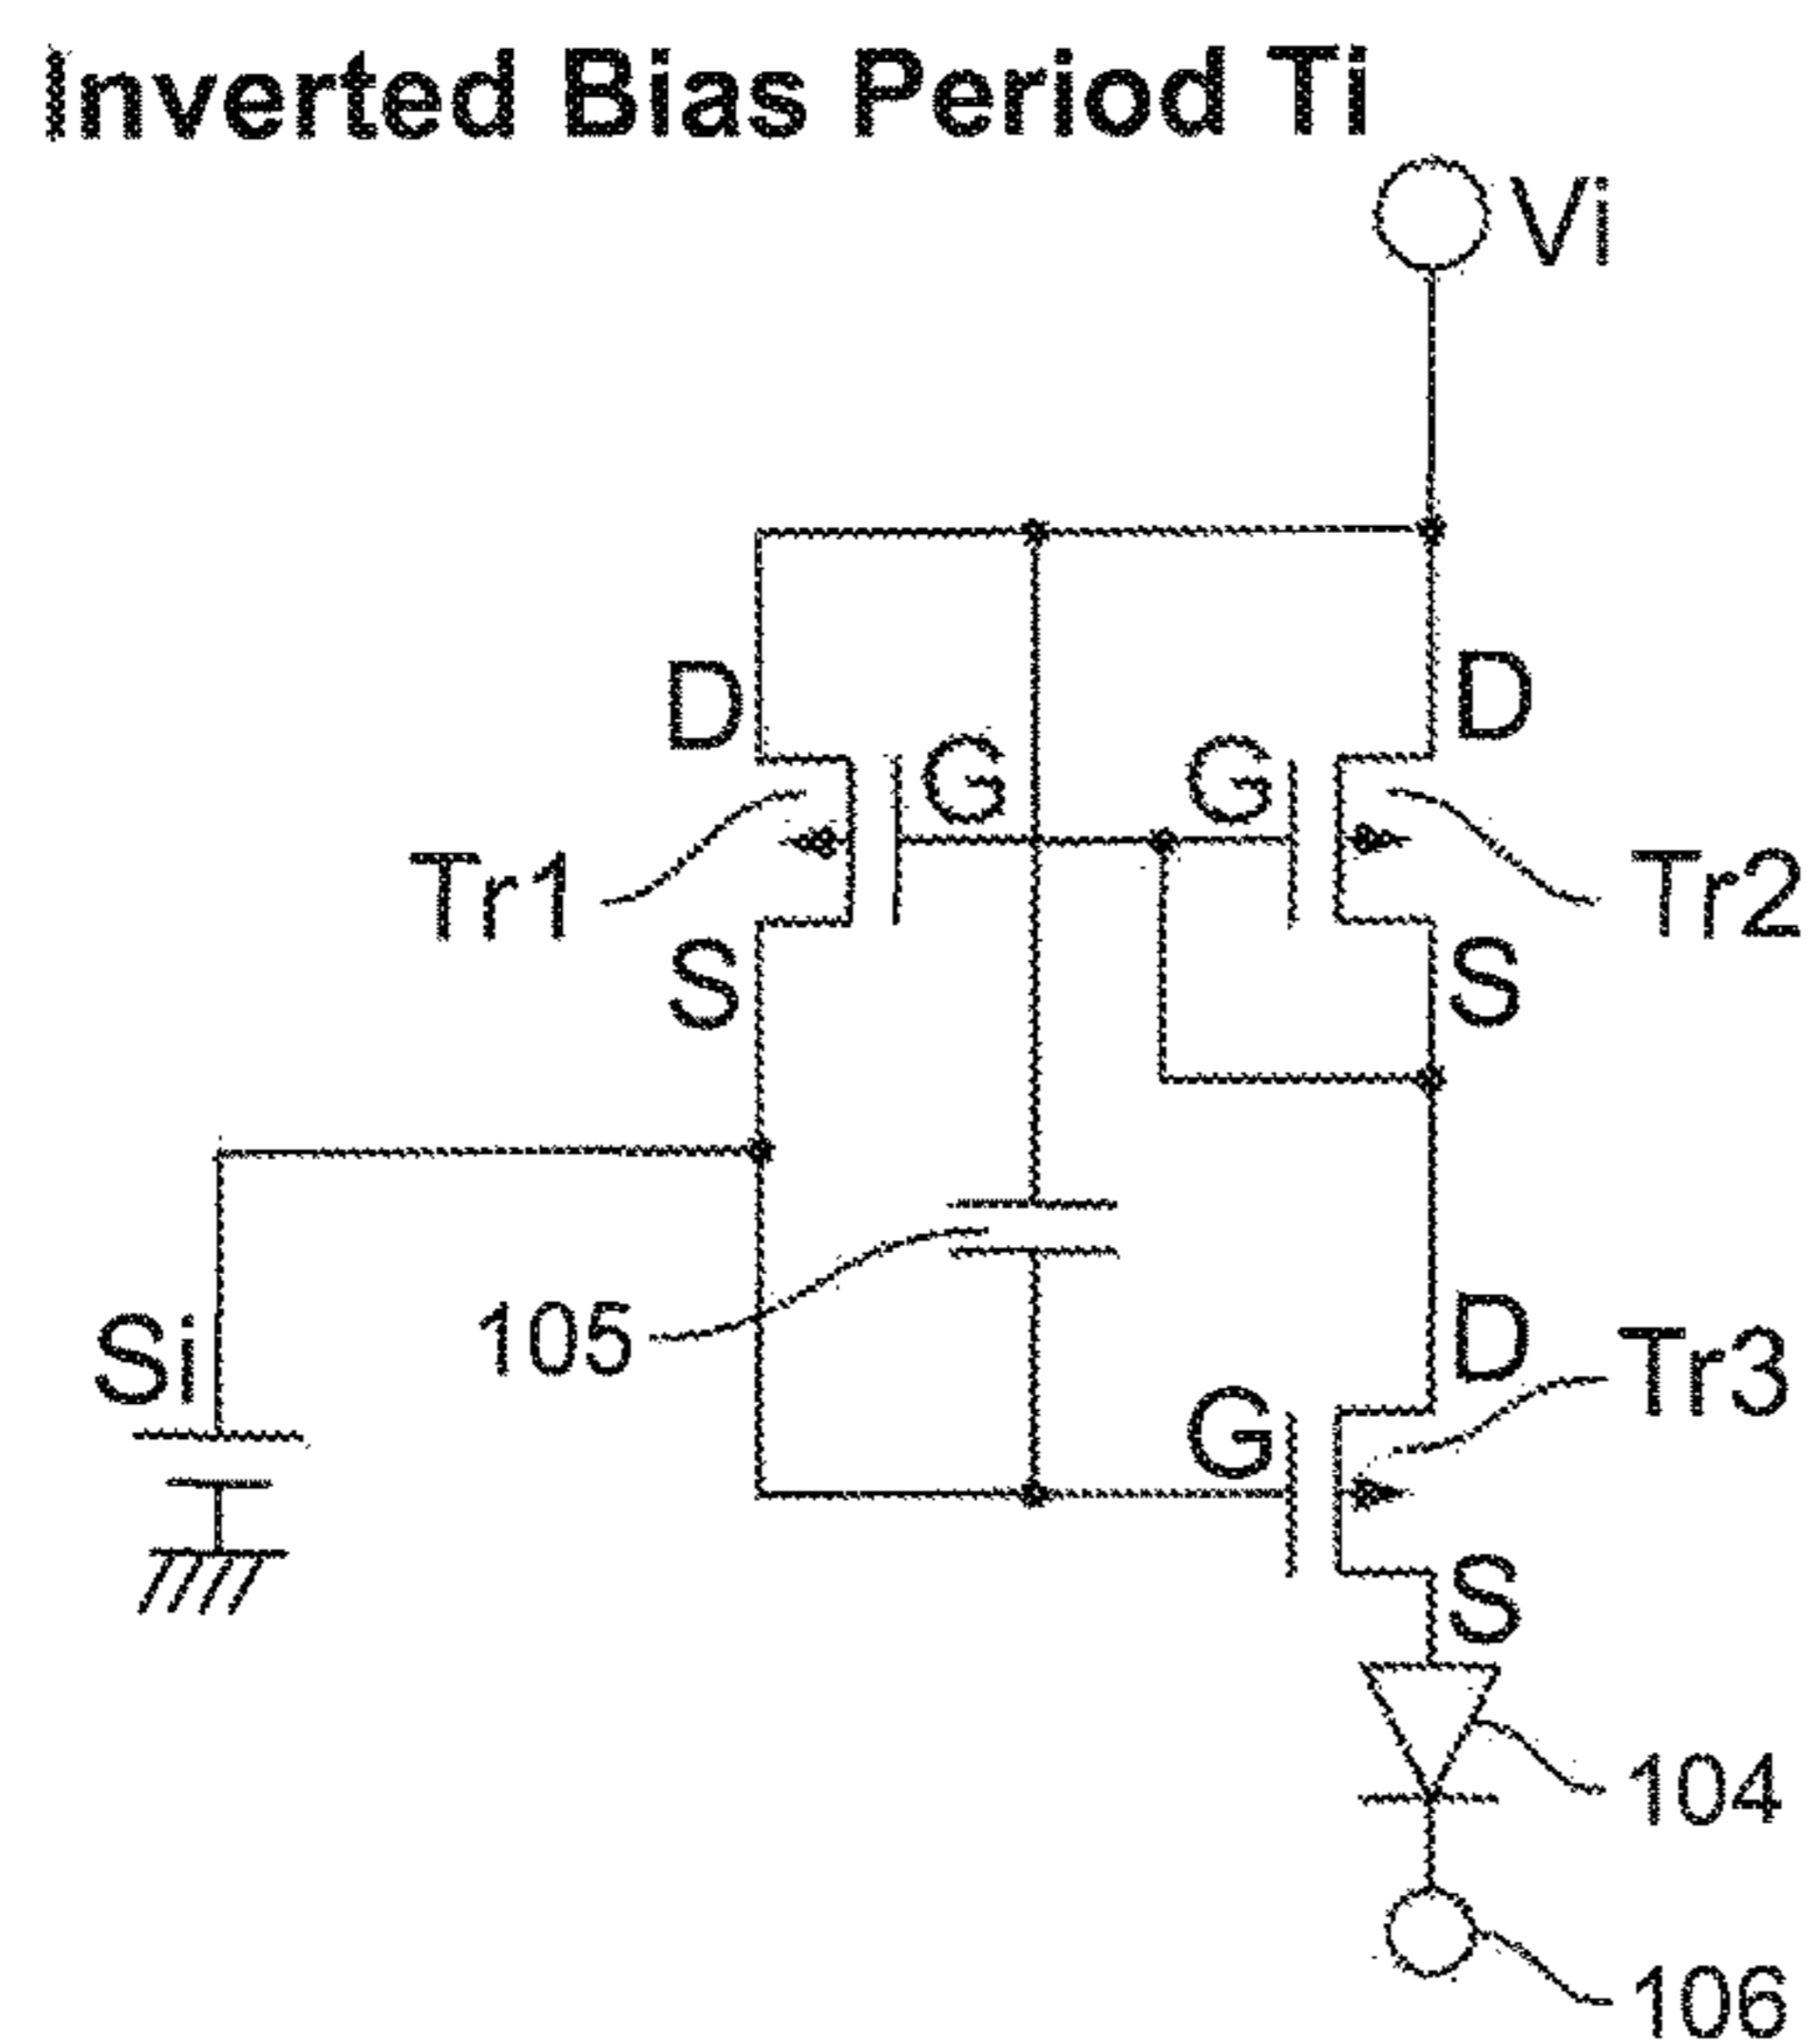 Inverted Bias Period Ti
Vi
D
D
G
G
Tr1
Tr2
S
S
Si
105
D
Tr3
G
S
104
106